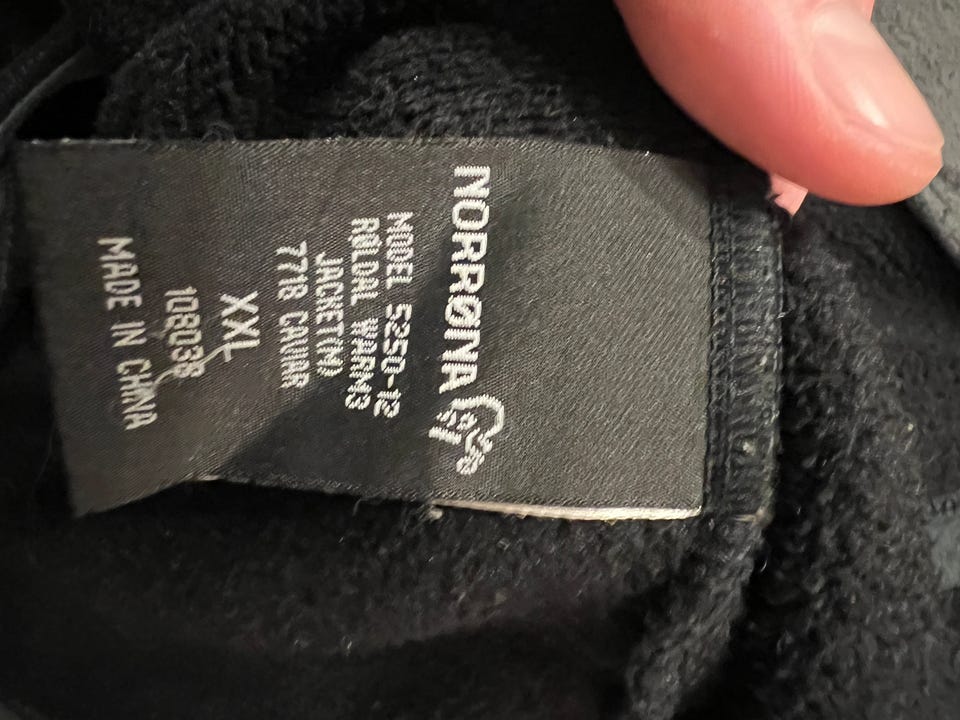 NORRØNA
MODEL 5250-12
RØLDAL WARM3
JACKET(M)
7718 CAVIAR
XXL
108038
MADE IN CHINA